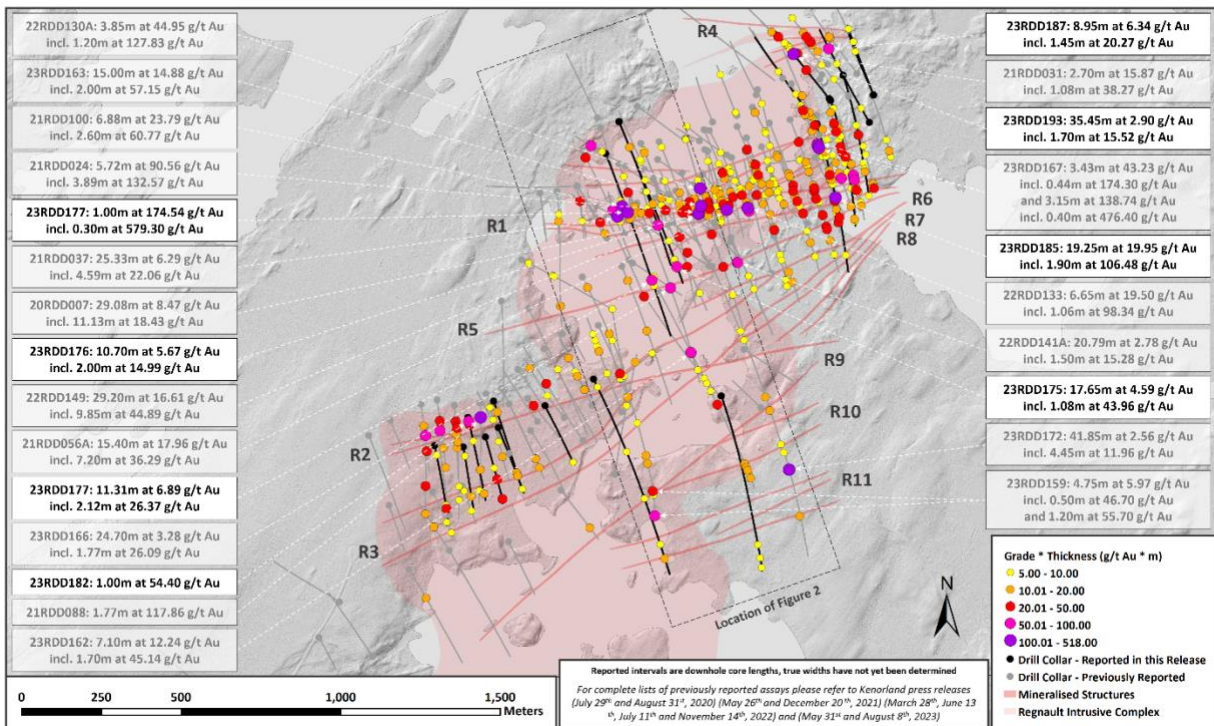 22RDD130A: 3.85m at 44.95 g/t Au
incl. 1.20m at 127.83 g/t Au
23RDD163: 15.00m at 14.88 g/t Au
incl. 2.00m at 57.15 g/t Au
21RDD100: 6.88m at 23.79 g/t Au
incl. 2.60m at 60.77 g/t Au
21RDD024: 5.72m at 90.56 g/t Au
incl. 3.89m at 132.57 g/t Au
23RDD177: 1.00m at 174.54 g/t Au
incl. 0.30m at 579.30 g/t Au
21RDD037: 25.33m at 6.29 g/t Au
incl. 4.59m at 22.06 g/t Au
20RDD007: 29.08m at 8.47 g/t Au
incl. 11.13m at 18.43 g/t Au
23RDD176: 10.70m at 5.67 g/t Au
incl. 2.00m at 14.99 g/t Au
22RDD149: 29.20m at 16.61 g/t Au
incl. 9.85m at 44.89 g/t Au
21RDD056A: 15.40m at 17.96 g/t Au
incl. 7.20m at 36.29 g/t Au
23RDD177: 11.31m at 6.89 g/t Au
incl. 2.12m at 26.37 g/t Au
23RDD166: 24.70m at 3.28 g/t Au
incl. 1.77m at 26.09 g/t Au
23RDD182: 1.00m at 54.40 g/t Au
21RDD088: 1.77m at 117.86 g/t Au
23RDD162: 7.10m at 12.24 g/t Au
incl. 1.70m at 45.14 g/t Au
R4
R1
R5
R2
R3
R6
R7
R8
R9
R10
R11
Location of Figure 2
23RDD187: 8.95m at 6.34 g/t Au
incl. 1.45m at 20.27 g/t Au
21RDD031: 2.70m at 15.87 g/t Au
incl. 1.08m at 38.27 g/t Au
23RDD193: 35.45m at 2.90 g/t Au
incl. 1.70m at 15.52 g/t Au
23RDD167: 3.43m at 43.23 g/t Au
incl. 0.44m at 174.30 g/t Au
and 3.15m at 138.74 g/t Au
incl. 0.40m at 476.40 g/t Au
23RDD185: 19.25m at 19.95 g/t Au
incl. 1.90m at 106.48 g/t Au
22RDD133: 6.65m at 19.50 g/t Au
incl. 1.06m at 98.34 g/t Au
22RDD141A: 20.79m at 2.78 g/t Au
incl. 1.50m at 15.28 g/t Au
23RDD175: 17.65m at 4.59 g/t Au
incl. 1.08m at 43.96 g/t Au
23RDD172: 41.85m at 2.56 g/t Au
incl. 4.45m at 11.96 g/t Au
23RDD159: 4.75m at 5.97 g/t Au
incl. 0.50m at 46.70 g/t Au
and 1.20m at 55.70 g/t Au
N
Grade * Thickness (g/t Au * m)
5.00 - 10.00
10.01 - 20.00
20.01 - 50.00
50.01 - 100.00
100.01 - 518.00
Drill Collar - Reported in this Release
Drill Collar - Previously Reported
Mineralised Structures
Regnault Intrusive Complex
0 250 500 1,000 1,500
Meters
Reported intervals are downhole core lengths, true widths have not yet been determined
For complete lists of previously reported assays please refer to Kenorland press releases
(July 29th and August 31st, 2020) (May 26th and December 20th, 2021) (March 28th, June 13
th, July 11th and November 14th, 2022) and (May 31st and August 8th, 2023)